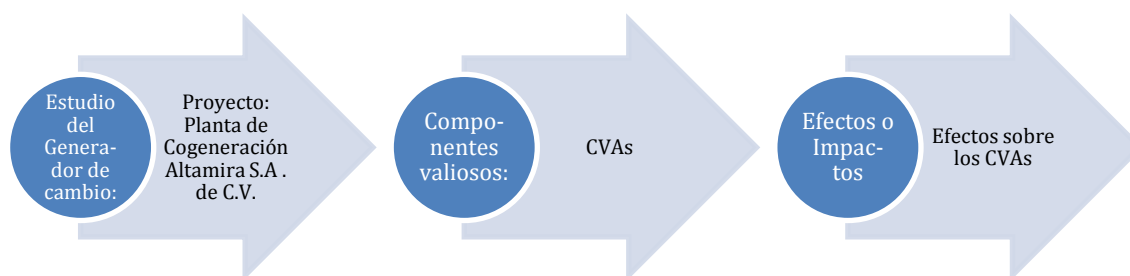 Estudio
del
Genera-
dor de
cambio:
Proyecto:
Planta de
Cogeneración
Altamira S.A .
de C.V.
Compo-
nentes
valiosos:
CVAs
Efectos o
Impac-
tos
Efectos sobre
los CVAs